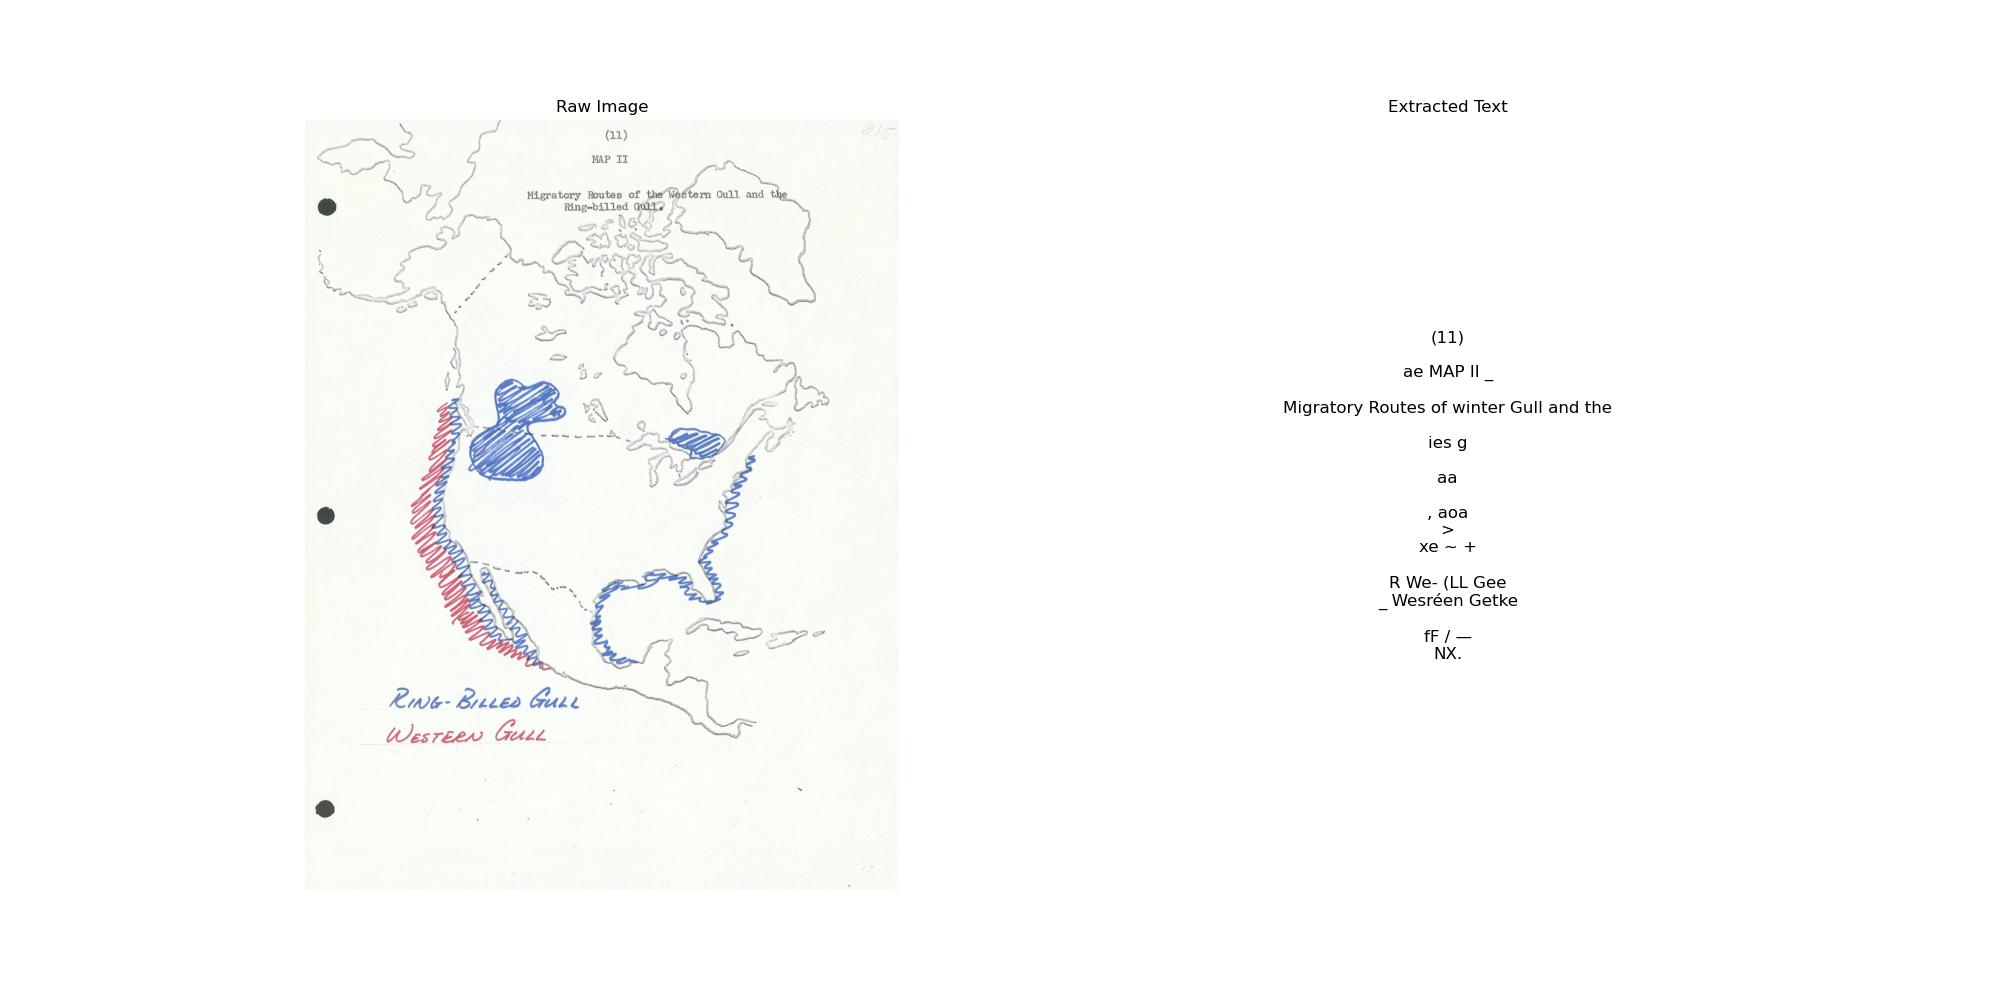 Raw Image
(11)
215
MAP II
Migratory Routes of the Western Gull and the
Ring-billed Gull.
RING-BILLED GULL
WESTERN GULL
Extracted Text
(11)
ae MAP II _
Migratory Routes of winter Gull and the
ies g
aa
, aoa
>
xe ~ +
R We- (LL Gee
_ Wesréen Getke
fF / —
NX.